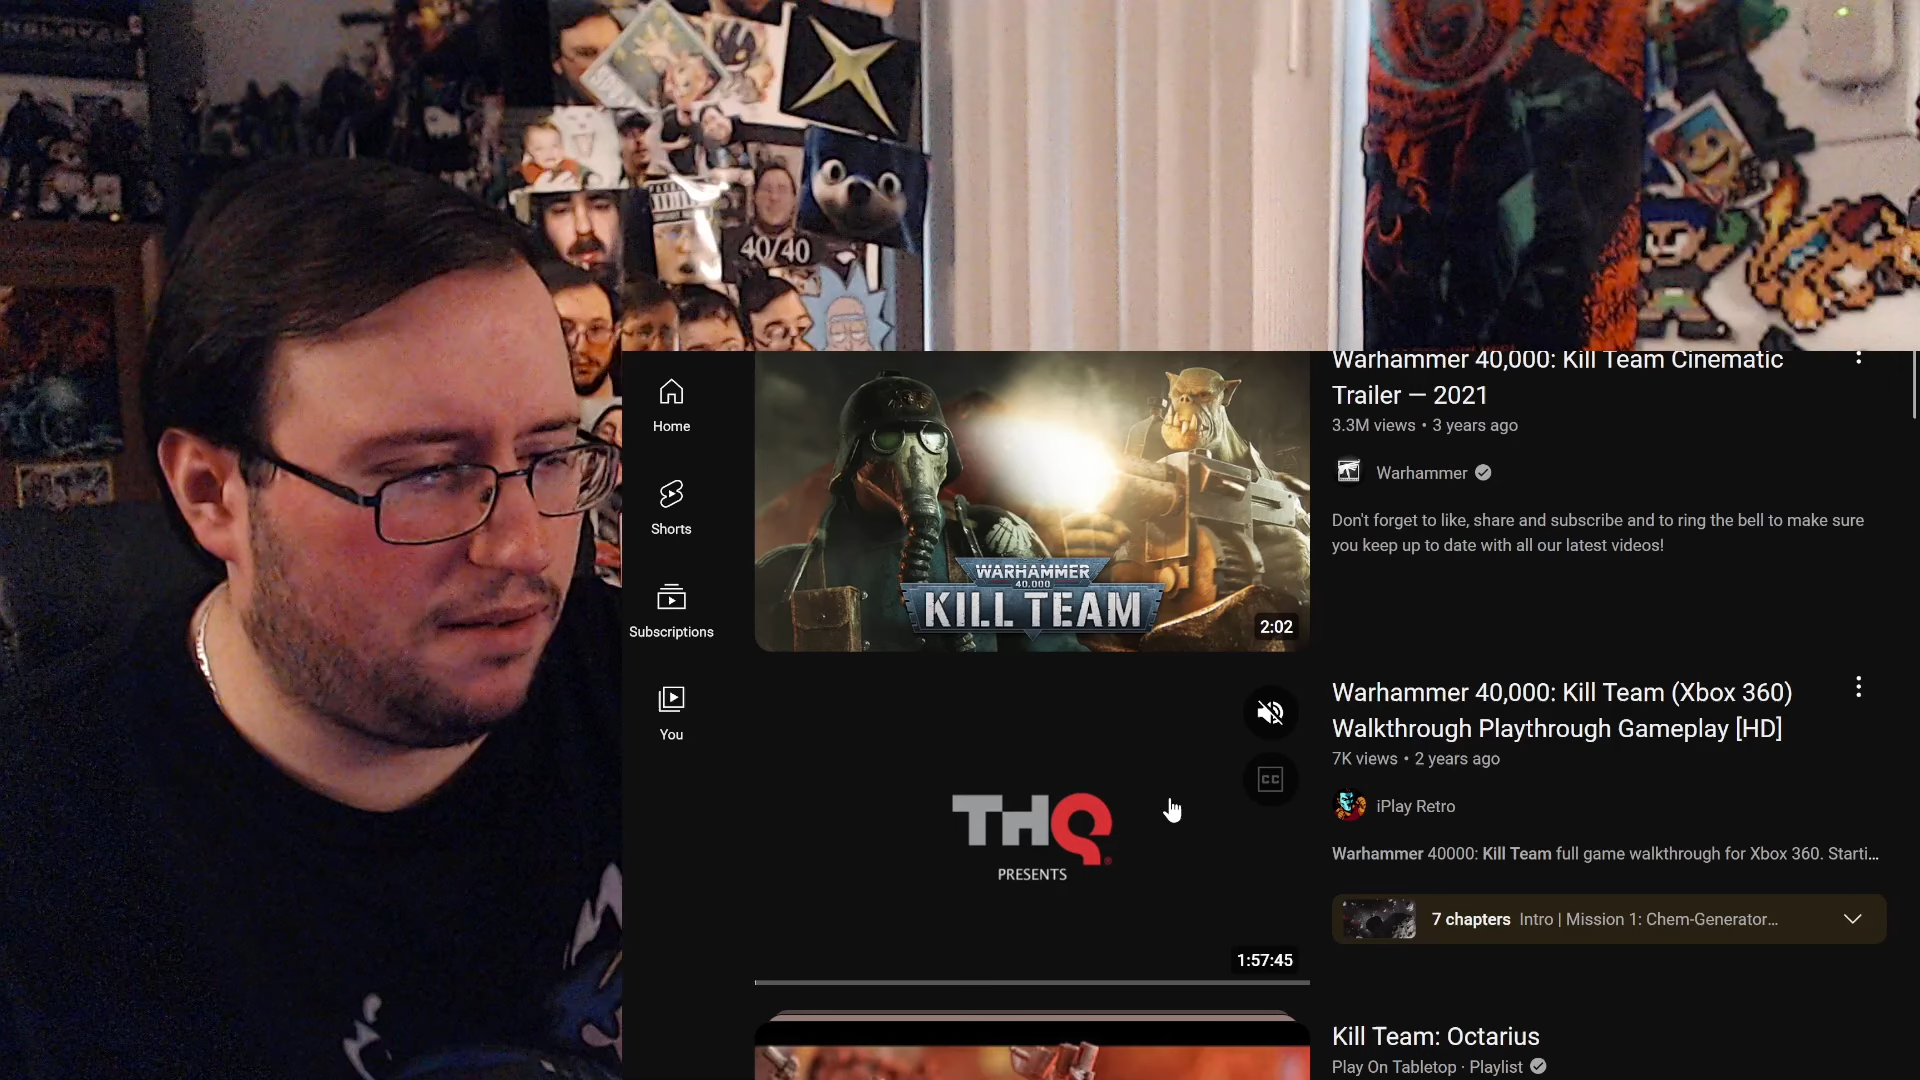 40/40
Home
Shorts
Subscriptions
You
WARHAMMER
40,000
KILL TEAM
2:02
Warhammer 40,000: Kill Team Cinematic
Trailer — 2021
3.3M views • 3 years ago
Warhammer
Don't forget to like, share and subscribe and to ring the bell to make sure
you keep up to date with all our latest videos!
THQ
PRESENTS
CC
1:57:45
Warhammer 40,000: Kill Team (Xbox 360)
Walkthrough Playthrough Gameplay [HD]
7K views • 2 years ago
iPlay Retro
Warhammer 40000: Kill Team full game walkthrough for Xbox 360. Starti...
7 chapters Intro | Mission 1: Chem-Generator...
Kill Team: Octarius
Play On Tabletop · Playlist